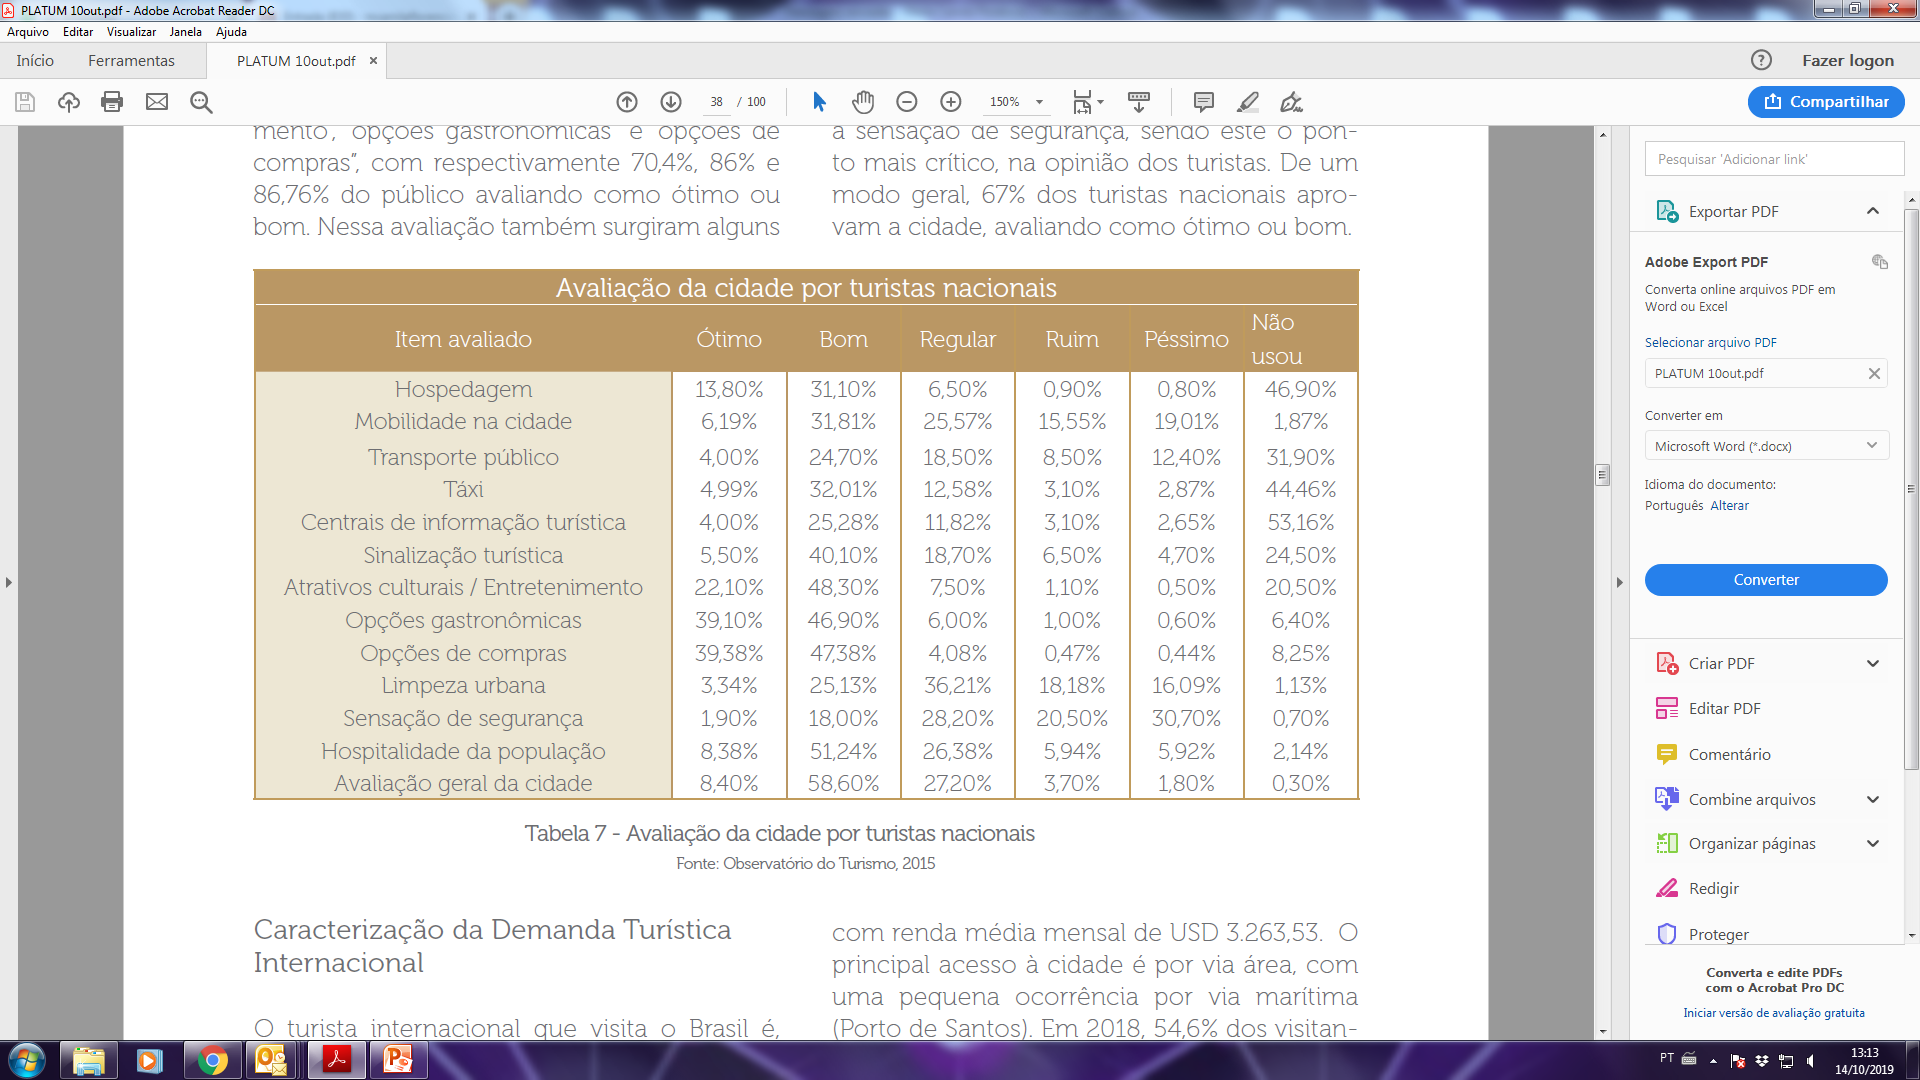 PLATUM 10out.pdf - Adobe Acrobat Reader DC
Arquivo Editar Visualizar Janela Ajuda
Início Ferramentas PLATUM 10out.pdf × Fazer logon
38 / 100 150% Compartilhar
mento", "opções gastronômicas" e "opções de
compras", com respectivamente 70,4%, 86% e
86,76% do público avaliando como ótimo ou
bom. Nessa avaliação também surgiram alguns
a sensação de segurança, sendo este o pon-
to mais crítico, na opinião dos turistas. De um
modo geral, 67% dos turistas nacionais apro-
vam a cidade, avaliando como ótimo ou bom.
Avaliação da cidade por turistas nacionais
Item avaliado Ótimo Bom Regular Ruim Péssimo Não usou
Hospedagem 13,80% 31,10% 6,50% 0,90% 0,80% 46,90%
Mobilidade na cidade 6,19% 31,81% 25,57% 15,55% 19,01% 1,87%
Transporte público 4,00% 24,70% 18,50% 8,50% 12,40% 31,90%
Táxi 4,99% 32,01% 12,58% 3,10% 2,87% 44,46%
Centrais de informação turística 4,00% 25,28% 11,82% 3,10% 2,65% 53,16%
Sinalização turística 5,50% 40,10% 18,70% 6,50% 4,70% 24,50%
Atrativos culturais / Entretenimento 22,10% 48,30% 7,50% 1,10% 0,50% 20,50%
Opções gastronômicas 39,10% 46,90% 6,00% 1,00% 0,60% 6,40%
Opções de compras 39,38% 47,38% 4,08% 0,47% 0,44% 8,25%
Limpeza urbana 3,34% 25,13% 36,21% 18,18% 16,09% 1,13%
Sensação de segurança 1,90% 18,00% 28,20% 20,50% 30,70% 0,70%
Hospitalidade da população 8,38% 51,24% 26,38% 5,94% 5,92% 2,14%
Avaliação geral da cidade 8,40% 58,60% 27,20% 3,70% 1,80% 0,30%
Tabela 7 - Avaliação da cidade por turistas nacionais
Fonte: Observatório do Turismo, 2015
Caracterização da Demanda Turística
Internacional
O turista internacional que visita o Brasil é,
com renda média mensal de USD 3.263,53. O
principal acesso à cidade é por via área, com
uma pequena ocorrência por via marítima
(Porto de Santos). Em 2018, 54,6% dos visitan-
Pesquisar 'Adicionar link'
Exportar PDF
Adobe Export PDF
Converta online arquivos PDF em
Word ou Excel
Selecionar arquivo PDF
PLATUM 10out.pdf
Converter em
Microsoft Word (*.docx)
Idioma do documento:
Português Alterar
Converter
Criar PDF
Editar PDF
Comentário
Combine arquivos
Organizar páginas
Redigir
Proteger
Converta e edite PDFs
com o Acrobat Pro DC
Iniciar versão de avaliação gratuita
PT
13:13
14/10/2019